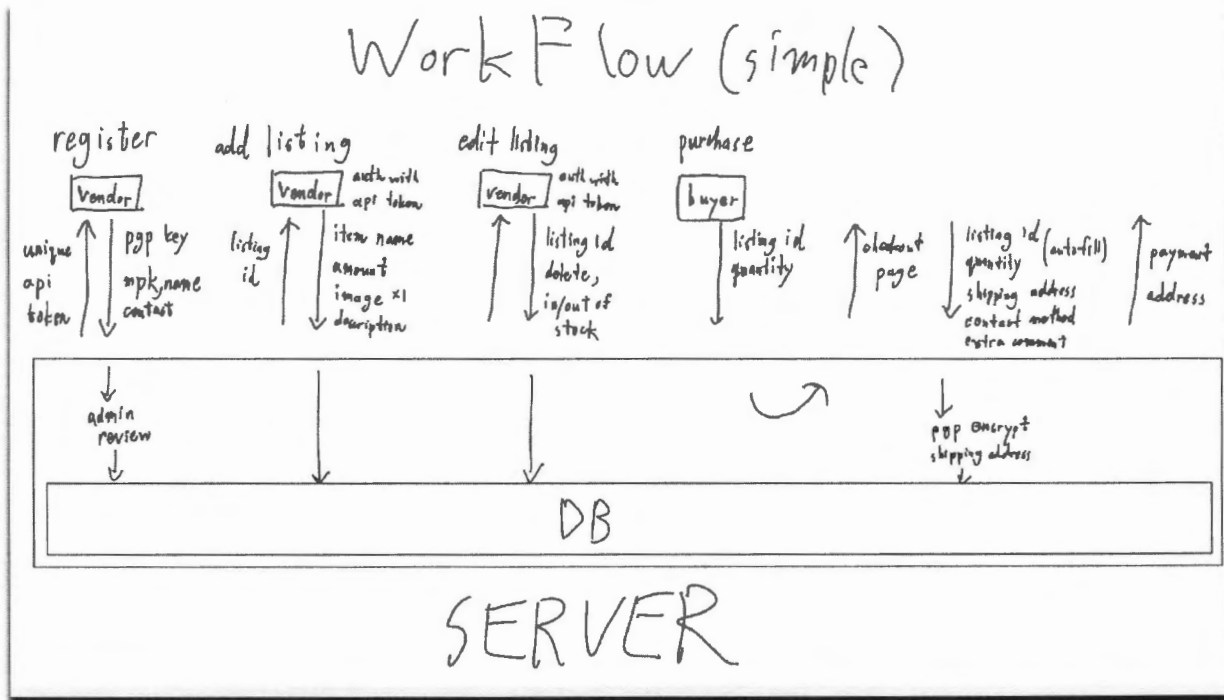 WorkFlow (simple)
register
vendor
unique
api
token
pgp key
mpk, name
contact
add listing
vendor
auth with
api token
listing
id
item name
amount
image x1
description
edit listing
vendor
auth with
api token
listing id
delete,
in/out of
stock
purchase
buyer
listing id
quantity
checkout
page
listing id
quantity (autofill)
shipping address
contact method
extra comment
payment
address
admin
review
pgp encrypt
shipping address
DB
SERVER